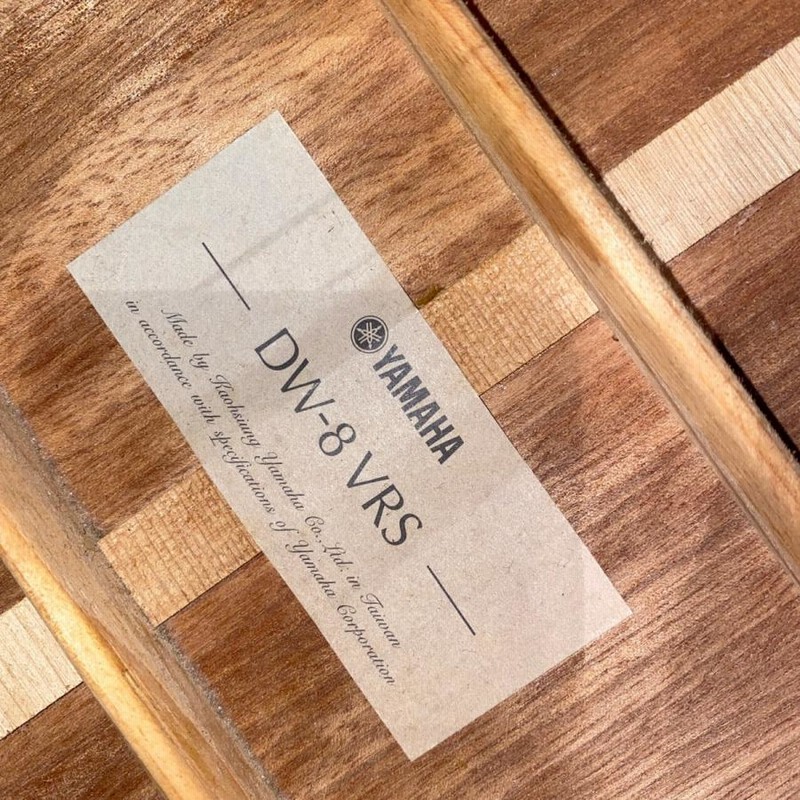 YAMAHA
DW-8 VRS
Made by Kaohsiung Yamaha Co., Ltd. in Taiwan
in accordance with specifications of Yamaha Corporation